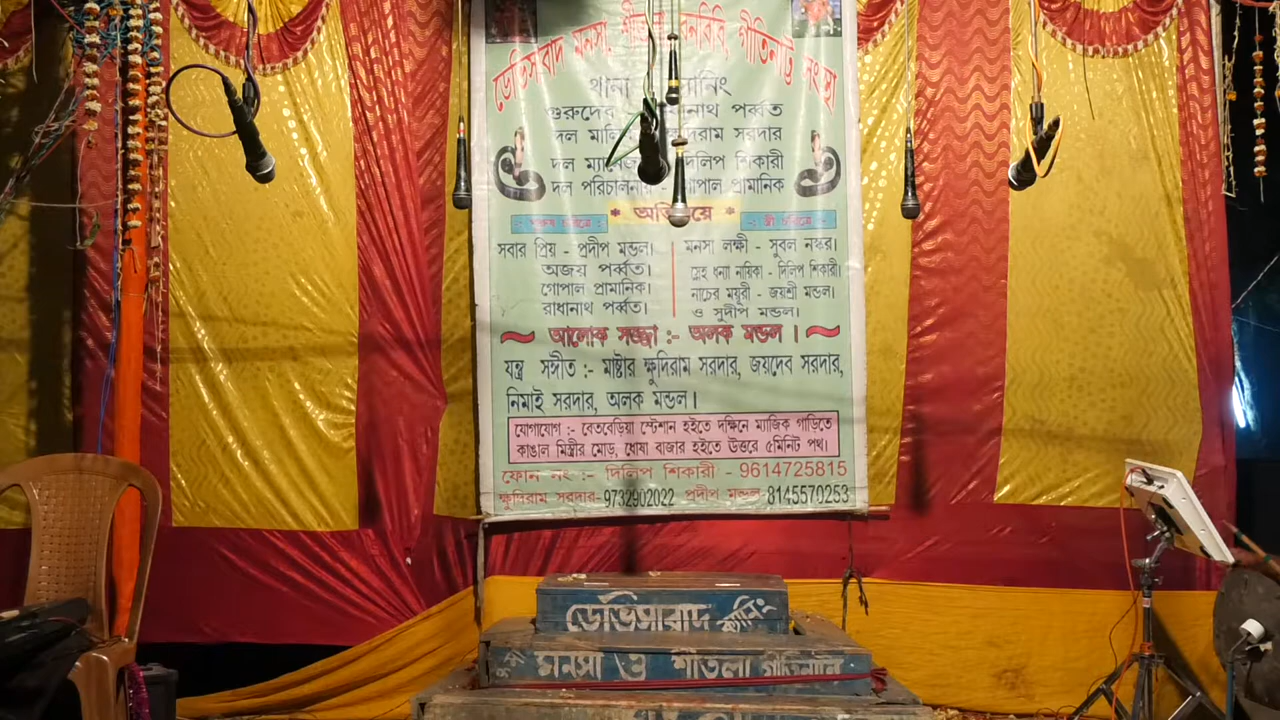 ডেভিসাবাদ মনসা, শীতলা বনবিবি, গীতিনাট্ট সংস্থা
থানা ক্যানিং
গুরুদেব রাধানাথ পর্ব্বত
দল মালিক ক্ষুদিরাম সরদার
দল ম্যানেজার দিলিপ শিকারী
দল পরিচালনায় - গোপাল প্রামানিক
* অভিনয়ে *
:- পুরুষ চরিত্রে :
-: স্ত্রী চরিত্রে :-
সবার প্রিয় - প্রদীপ মন্ডল।
অজয় পর্ব্বত।
গোপাল প্রামানিক।
রাধানাথ পর্ব্বত।
মনসা লক্ষী - সুবল নস্কর।
স্নেহ ধন্যা নায়িকা - দিলিপ শিকারী।
নাচের ময়ূরী - জয়শ্রী মন্ডল।
ও সুদীপ মন্ডল।
আলোক সজ্জা :- অলক মন্ডল।
যন্ত্র সঙ্গীত :- মাষ্টার ক্ষুদিরাম সরদার, জয়দেব সরদার,
নিমাই সরদার, অলক মন্ডল।
যোগাযোগ :- বেতবেড়িয়া স্টেশান হইতে দক্ষিনে ম্যাজিক গাড়িতে
কাঙাল মিস্ত্রীর মোড়, ধোষা বাজার হইতে উত্তরে ৫মিনিট পথ।
ফোন নং :- দিলিপ শিকারী - 9614725815
ক্ষুদিরাম সরদার-9732902022 প্রদীপ মন্ডল-8145570253
ডেভিসাবাদ ক্যানিং
মনসা ও শীতলা গীতিনাট্য